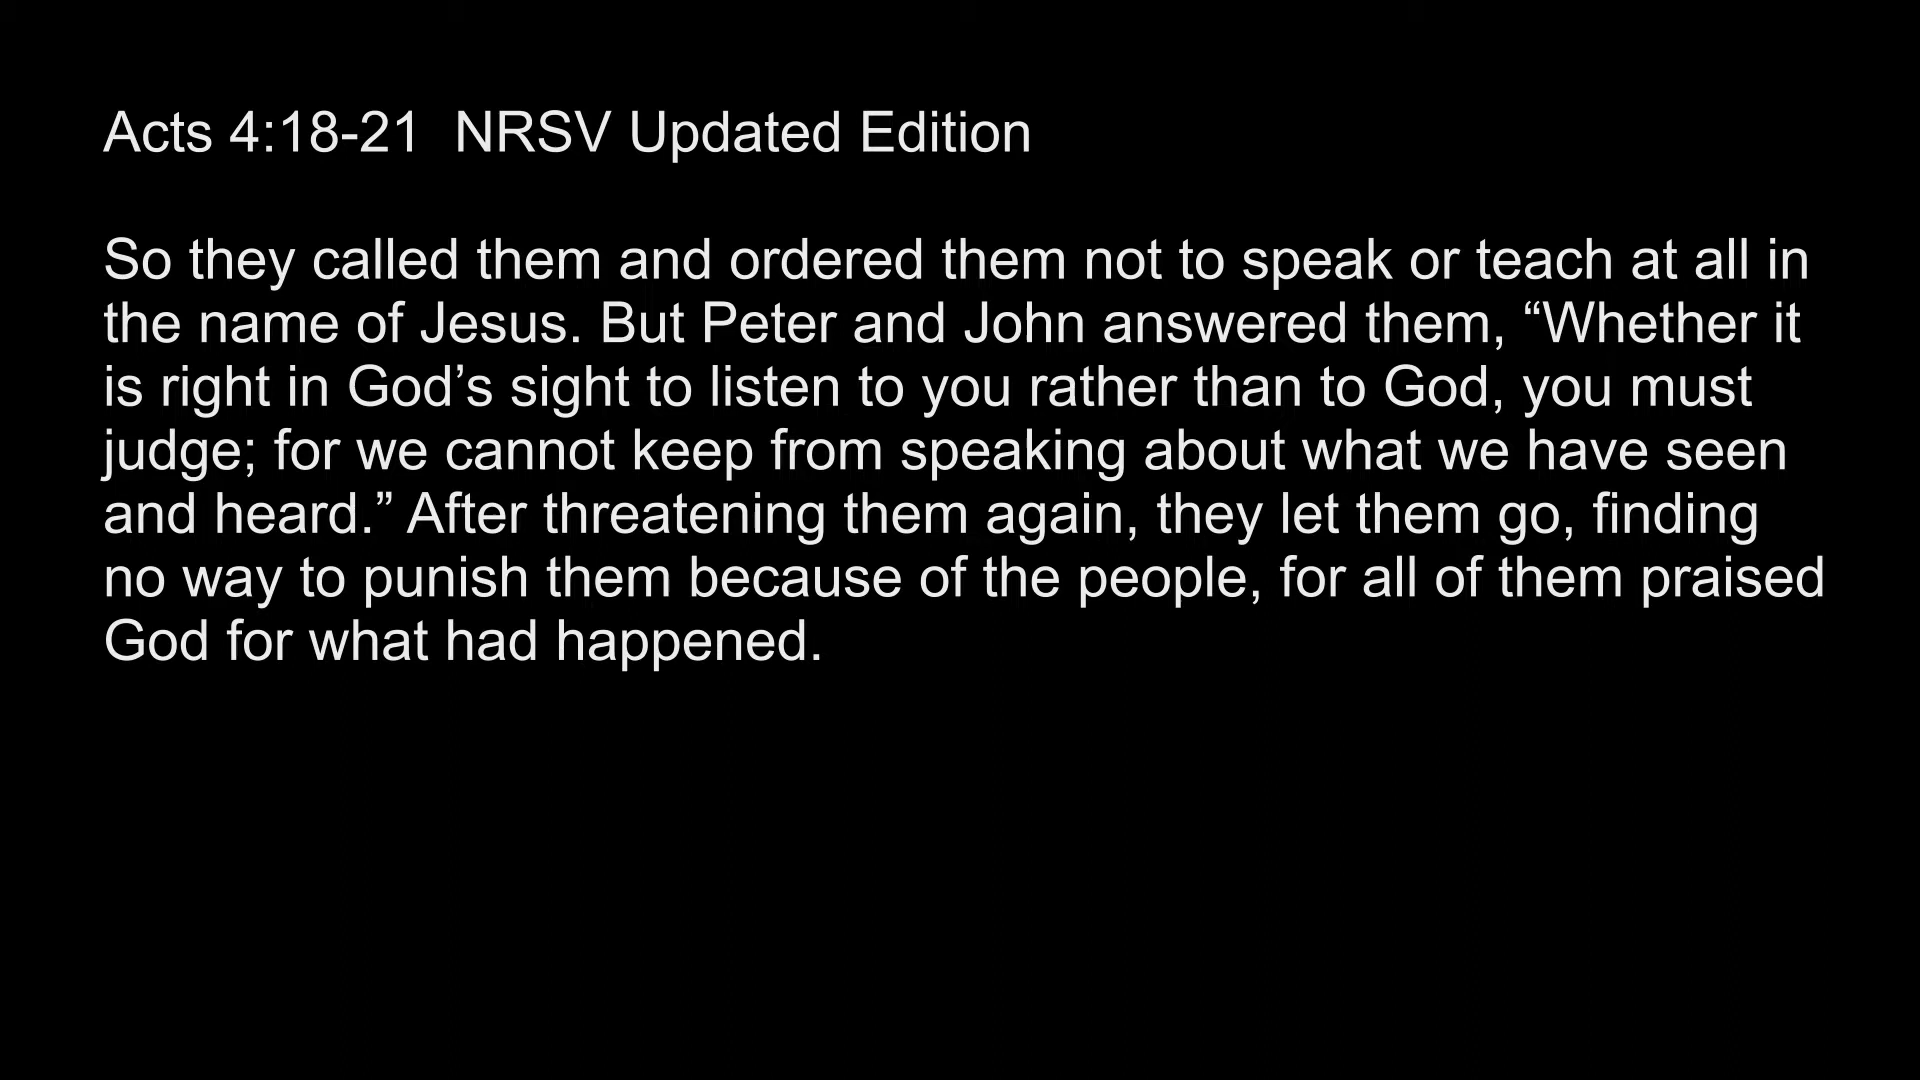 Acts 4:18-21  NRSV Updated Edition
So they called them and ordered them not to speak or teach at all in
the name of Jesus. But Peter and John answered them, “Whether it
is right in God’s sight to listen to you rather than to God, you must
judge; for we cannot keep from speaking about what we have seen
and heard.” After threatening them again, they let them go, finding
no way to punish them because of the people, for all of them praised
God for what had happened.